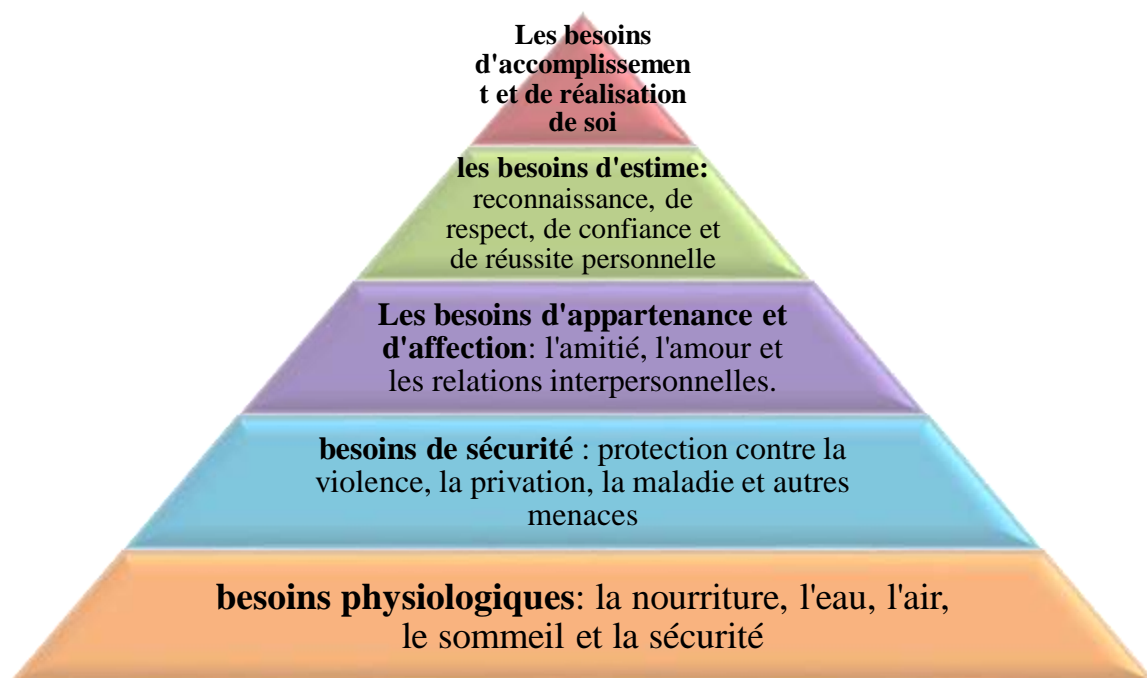 Les besoins
d'accomplissemen
t et de réalisation
de soi
les besoins d'estime:
reconnaissance, de
respect, de confiance et
de réussite personnelle
Les besoins d'appartenance et
d'affection: l'amitié, l'amour et
les relations interpersonnelles.
besoins de sécurité : protection contre la
violence, la privation, la maladie et autres
menaces
besoins physiologiques: la nourriture, l'eau, l'air,
le sommeil et la sécurité